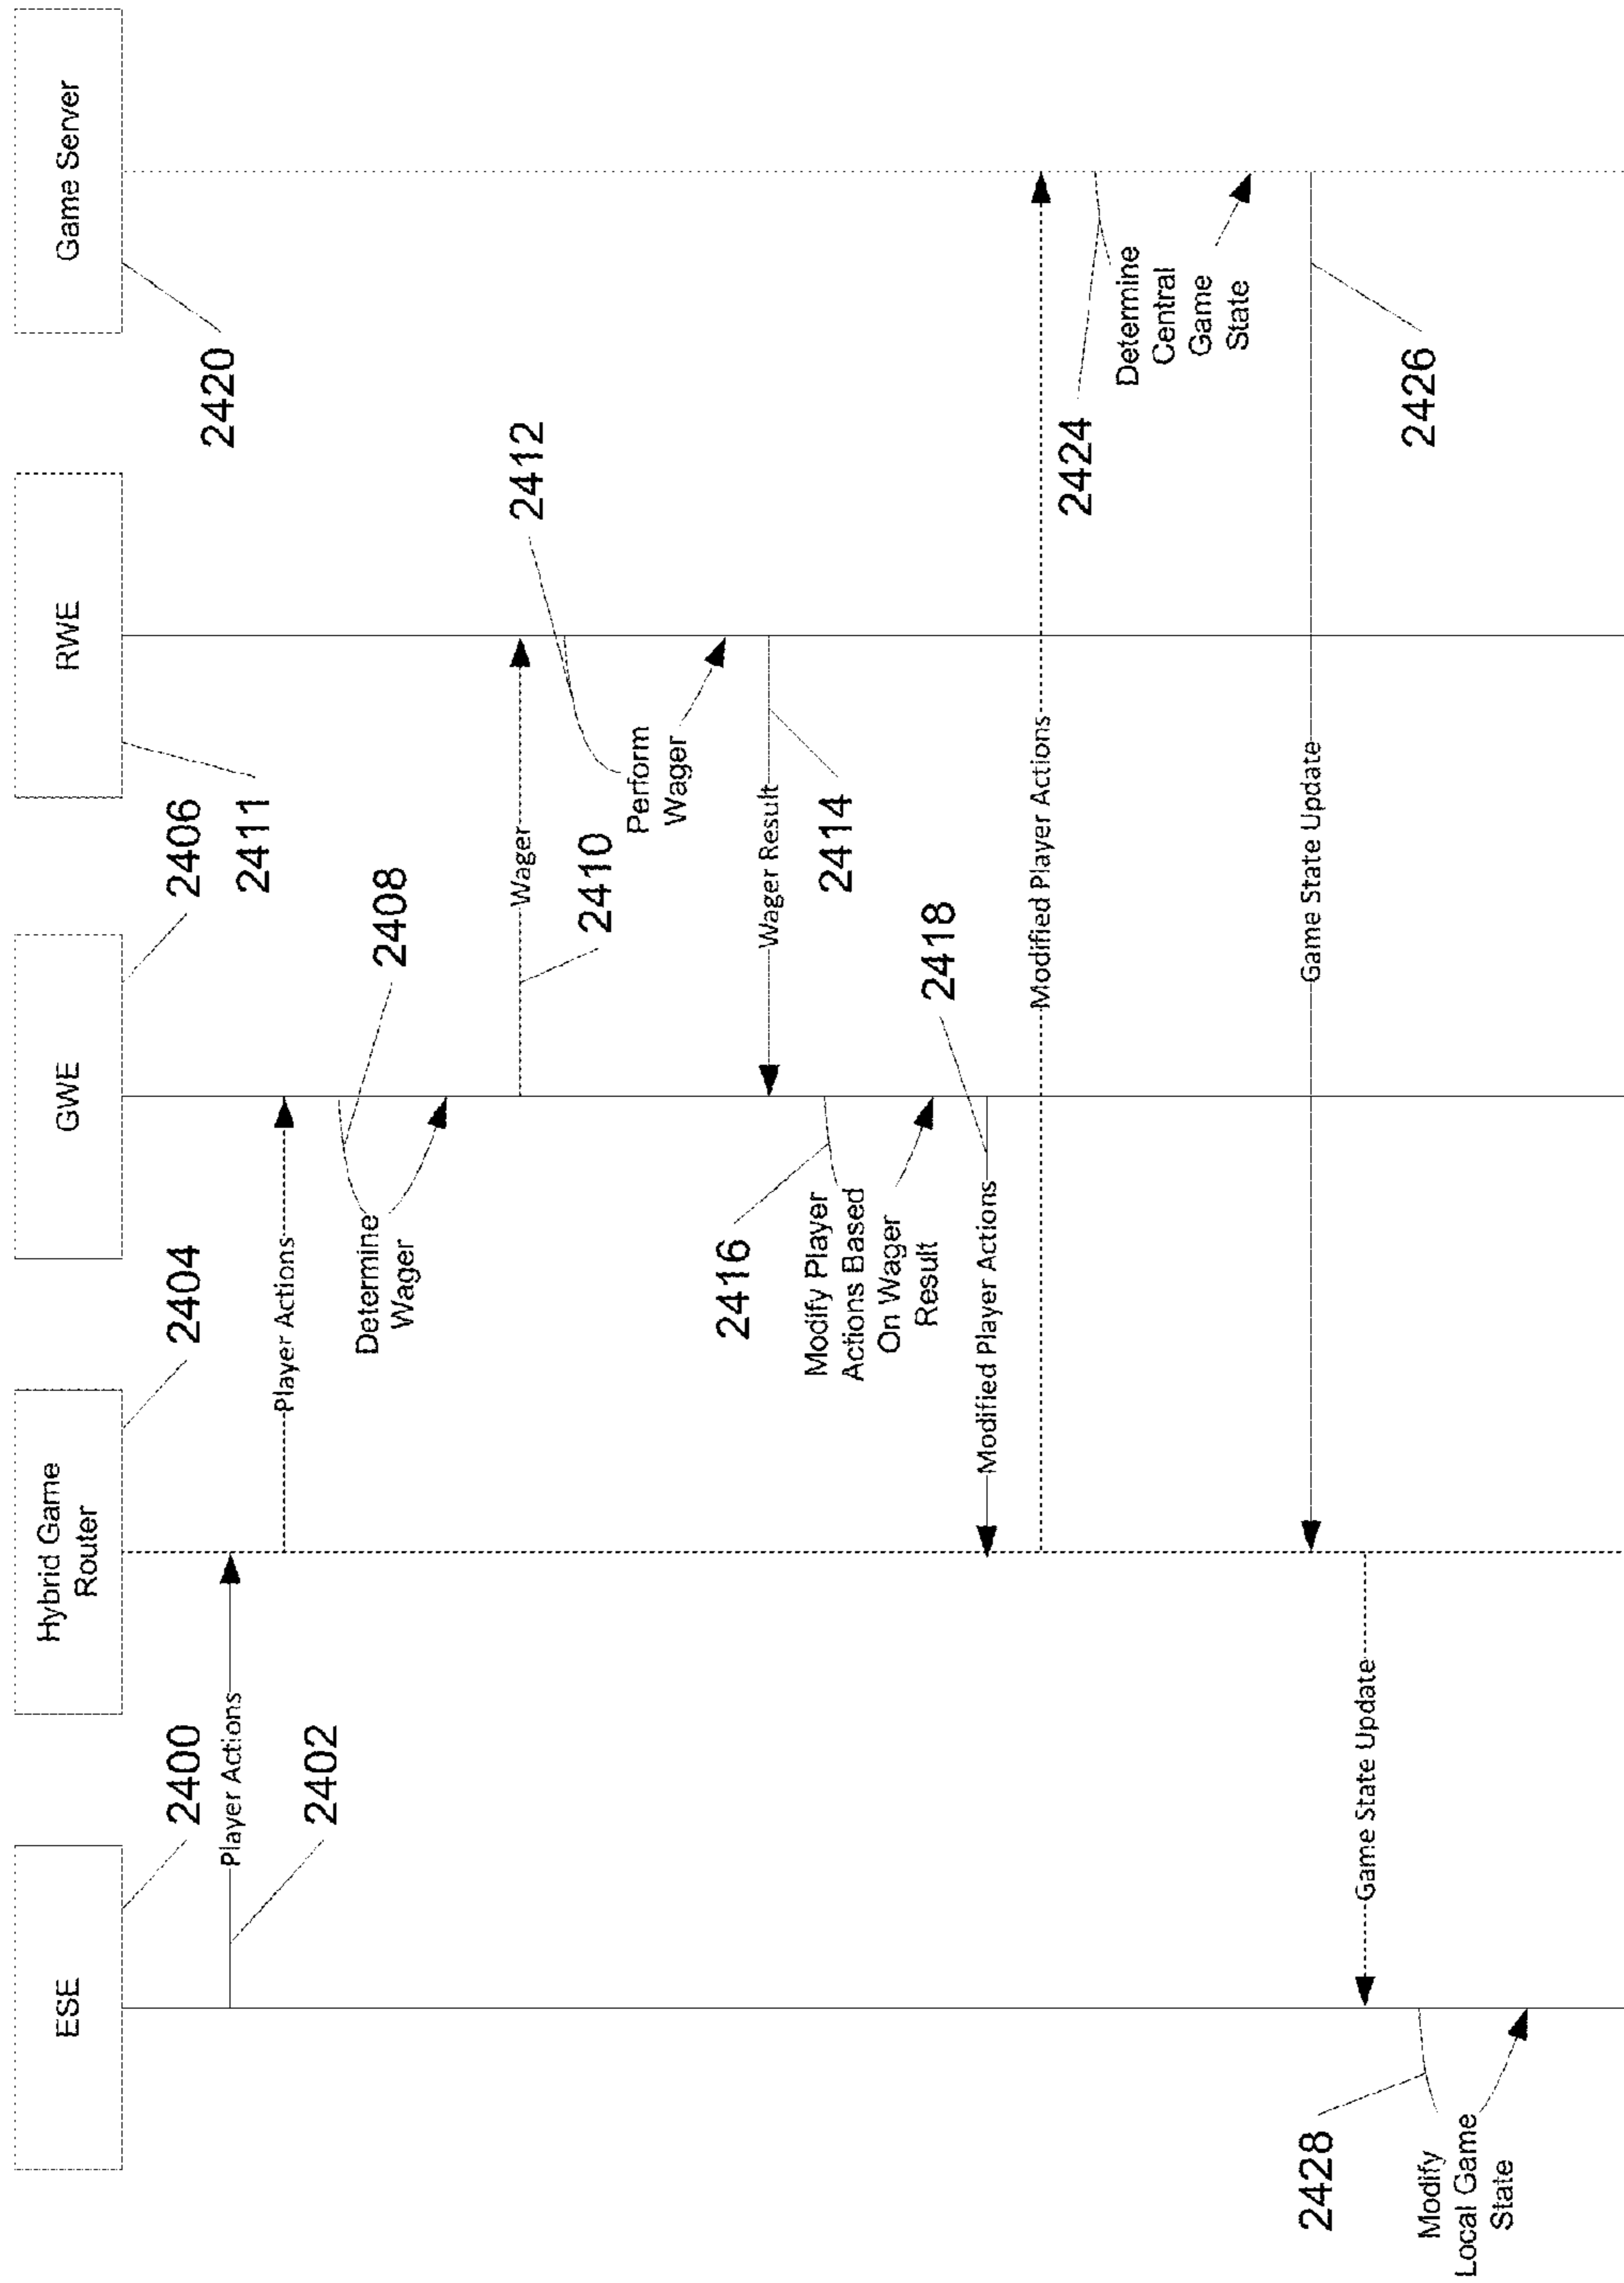 ESE
Hybrid Game
Router
GWE
RWE
Game Server
2400
2404
2406
2411
2420
Player Actions
2402
Player Actions
Determine
Wager
2408
Wager
2410
2412
Perform
Wager
Wager Result
2414
2416
Modify Player
Actions Based
On Wager
Result
2418
Modified Player Actions
Modified Player Actions
2424
Determine
Central
Game
State
Game State Update
2426
Game State Update
2428
Modify
Local Game
State